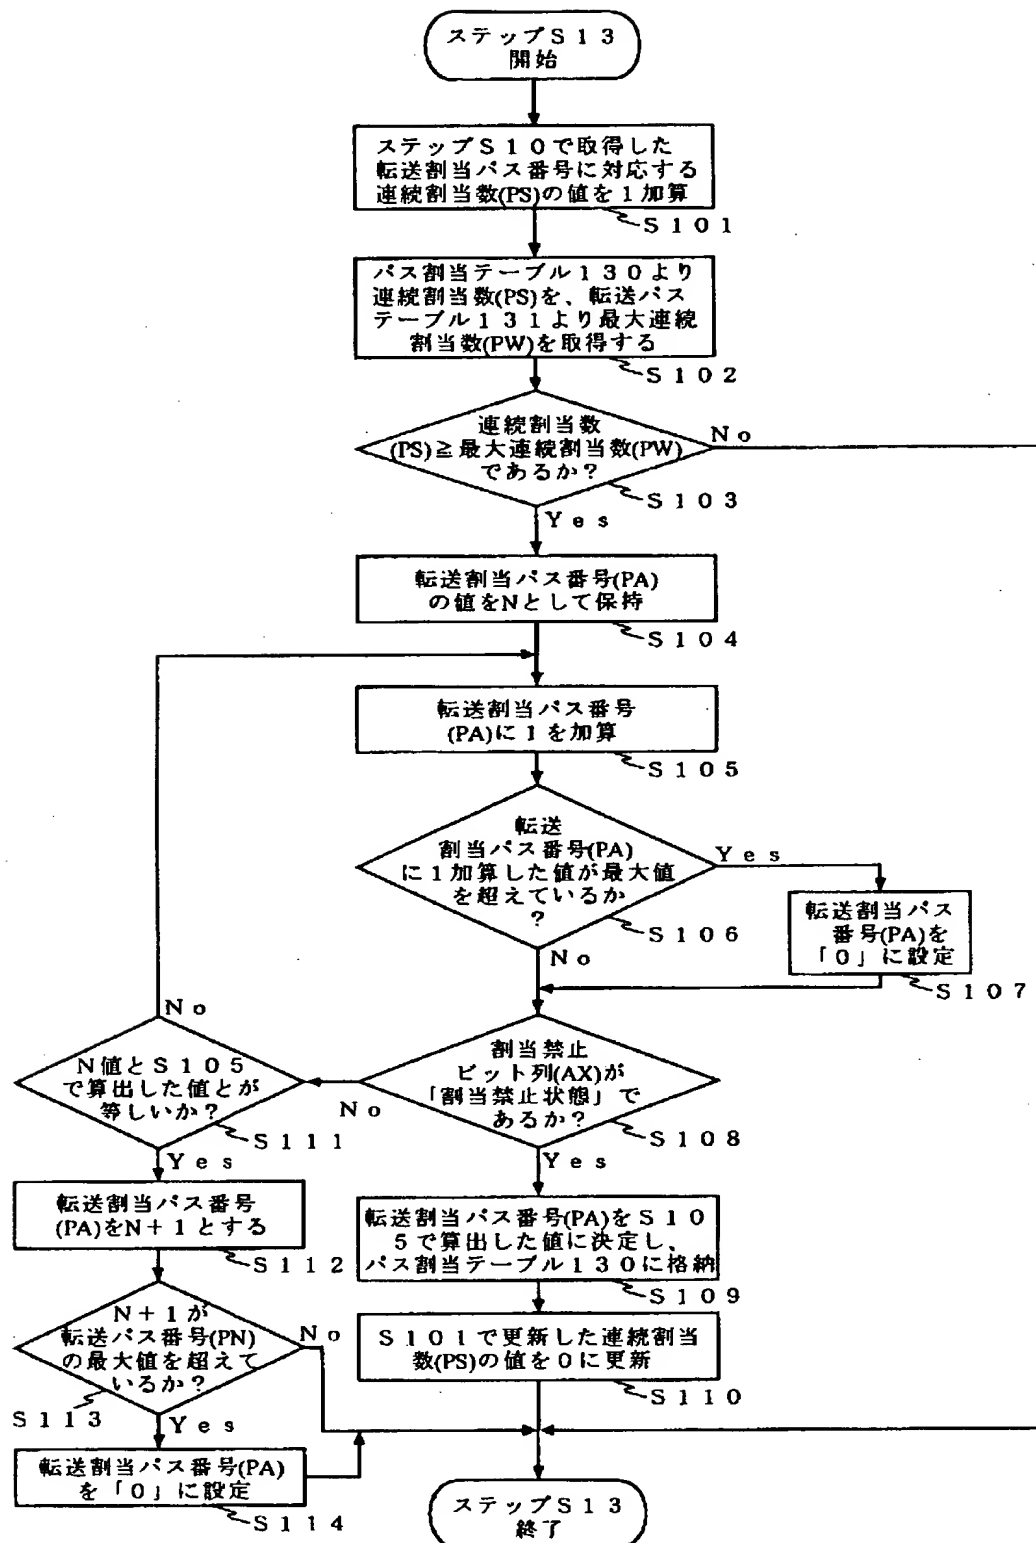 ステップS13
開始
ステップS10で取得した
転送割当パス番号に対応する
連続割当数(PS)の値を1加算
S101
パス割当テーブル130より
連続割当数(PS)を、転送パス
テーブル131より最大連続
割当数(PW)を取得する
S102
連続割当数
(PS)≧最大連続割当数(PW)
であるか?
No
S103
Yes
転送割当パス番号(PA)
の値をNとして保持
S104
転送割当パス番号
(PA)に1を加算
S105
転送
割当パス番号(PA)
に1加算した値が最大値
を超えているか
?
Yes
S106
No
転送割当パス
番号(PA)を
「0」に設定
S107
割当禁止
ビット列(AX)が
「割当禁止状態」で
あるか?
No
S108
Yes
No
N値とS105
で算出した値とが
等しいか?
S111
Yes
転送割当パス番号
(PA)をN+1とする
S112
転送割当パス番号(PA)をS10
5で算出した値に決定し、
パス割当テーブル130に格納
S109
N+1が
転送パス番号(PN)
の最大値を超えて
いるか?
No
S113
Yes
S101で更新した連続割当
数(PS)の値を0に更新
S110
転送割当パス番号(PA)
を「0」に設定
S114
ステップS13
終了